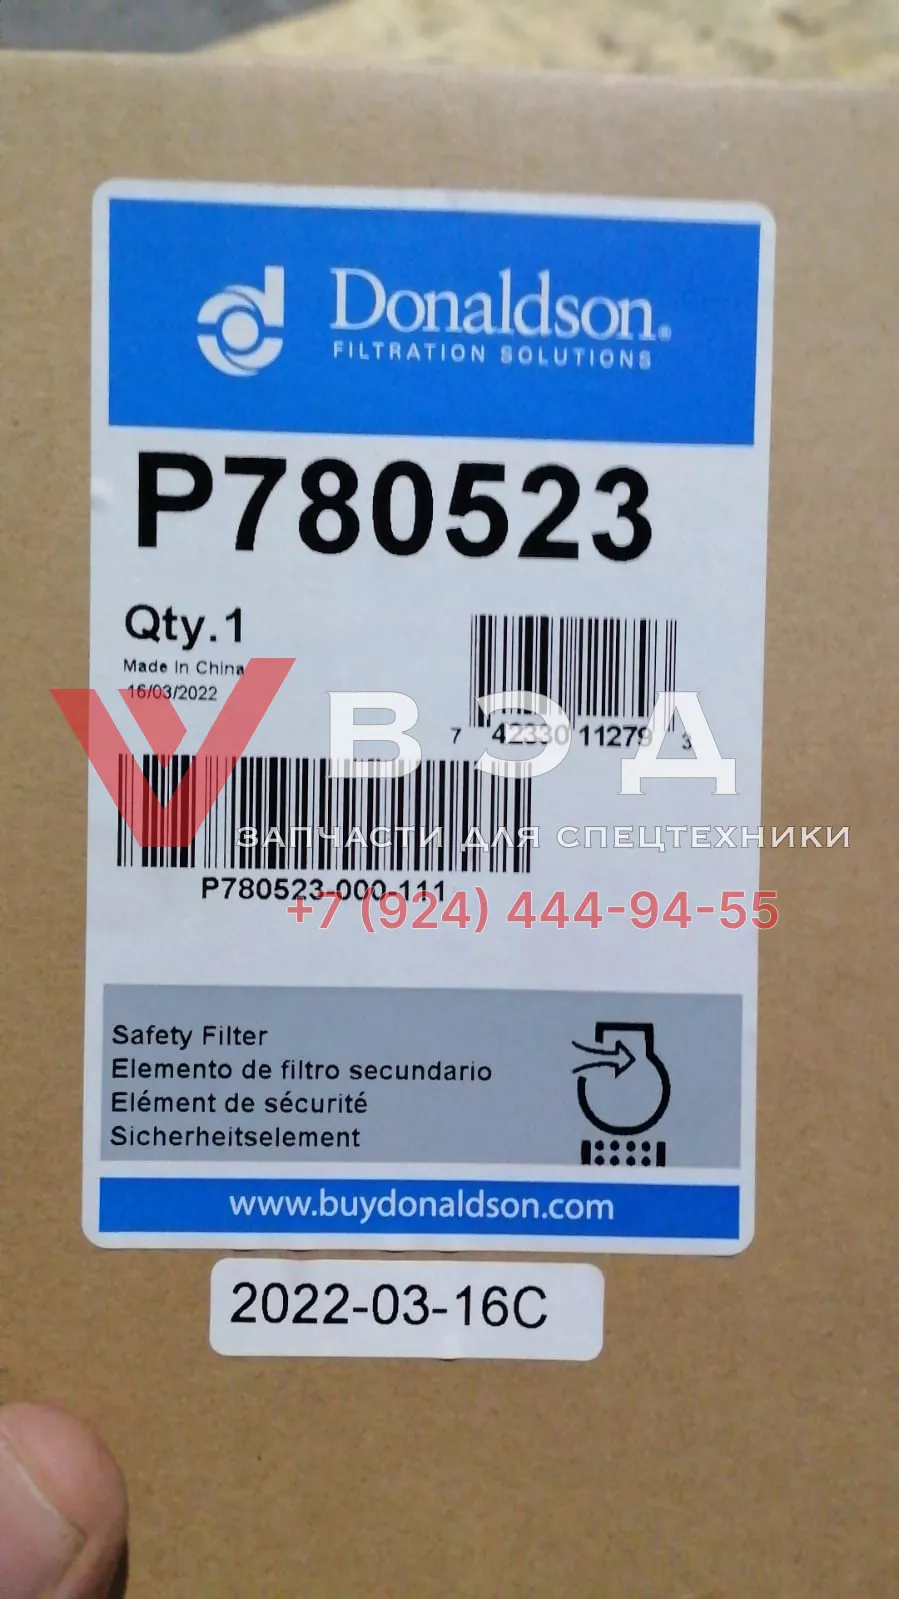 Donaldson®
FILTRATION SOLUTIONS
P780523
Qty.1
Made In China
16/03/2022
7 42330 11279 3
ВЭД
ЗАПЧАСТИ ДЛЯ СПЕЦТЕХНИКИ
P780523-000-111
+7 (924) 444-94-55
Safety Filter
Elemento de filtro secundario
Elément de sécurité
Sicherheitselement
www.buydonaldson.com
2022-03-16C